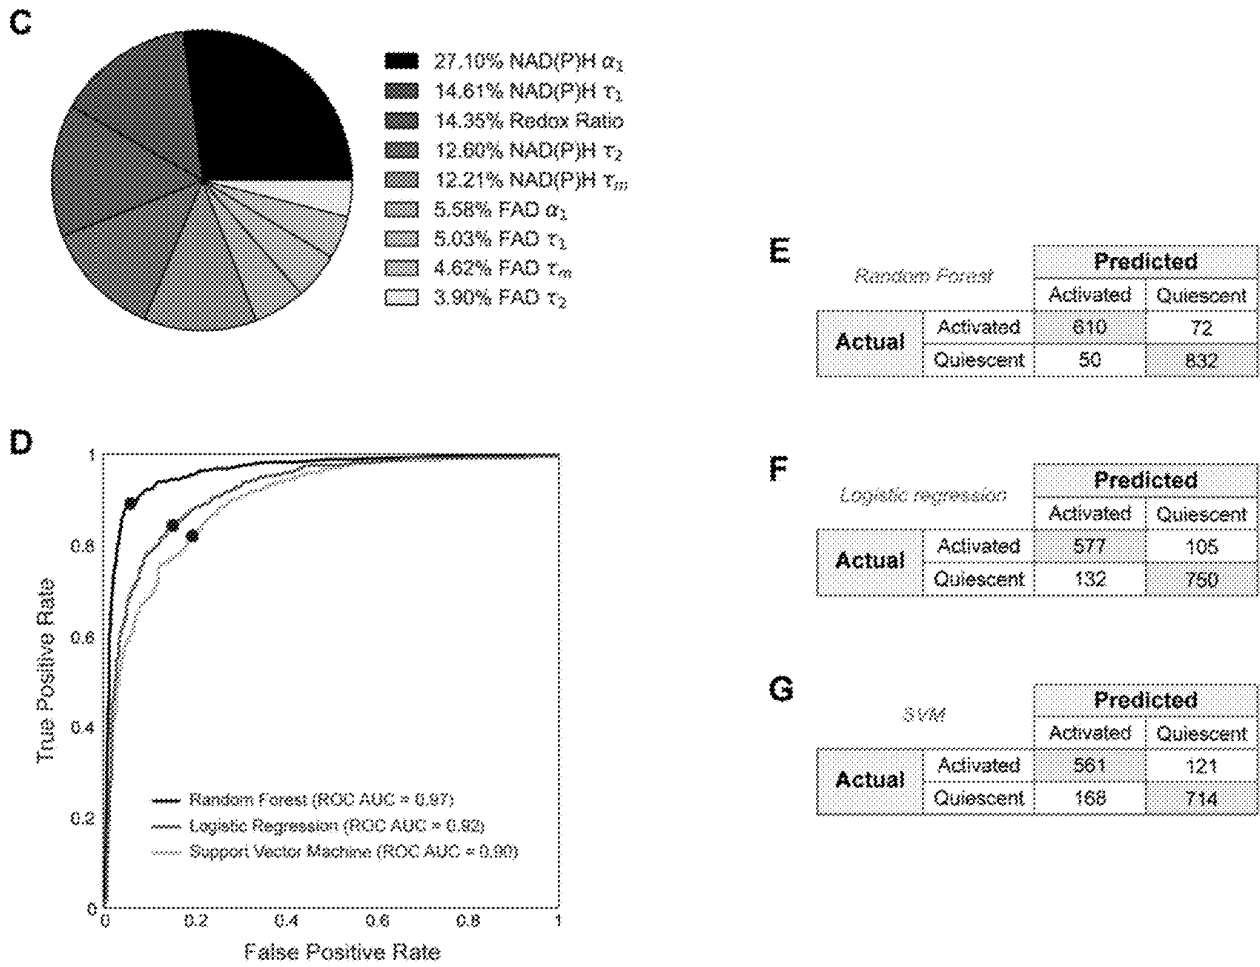 C
27.10% NAD(P)H α₁
14.61% NAD(P)H τ₁
14.35% Redox Ratio
12.60% NAD(P)H τ₂
12.21% NAD(P)H τₘ
5.58% FAD α₁
5.03% FAD τ₁
4.62% FAD τₘ
3.90% FAD τ₂
D
True Positive Rate
1
0.8
0.6
0.4
0.2
0
Random Forest (ROC AUC = 0.97)
Logistic Regression (ROC AUC = 0.92)
Support Vector Machine (ROC AUC = 0.90)
0 0.2 0.4 0.6 0.8 1
False Positive Rate
E
Random Forest
Predicted
Activated Quiescent
Actual
Activated 610 72
Quiescent 50 832
F
Logistic regression
Predicted
Activated Quiescent
Actual
Activated 577 105
Quiescent 132 750
G
SVM
Predicted
Activated Quiescent
Actual
Activated 561 121
Quiescent 168 714